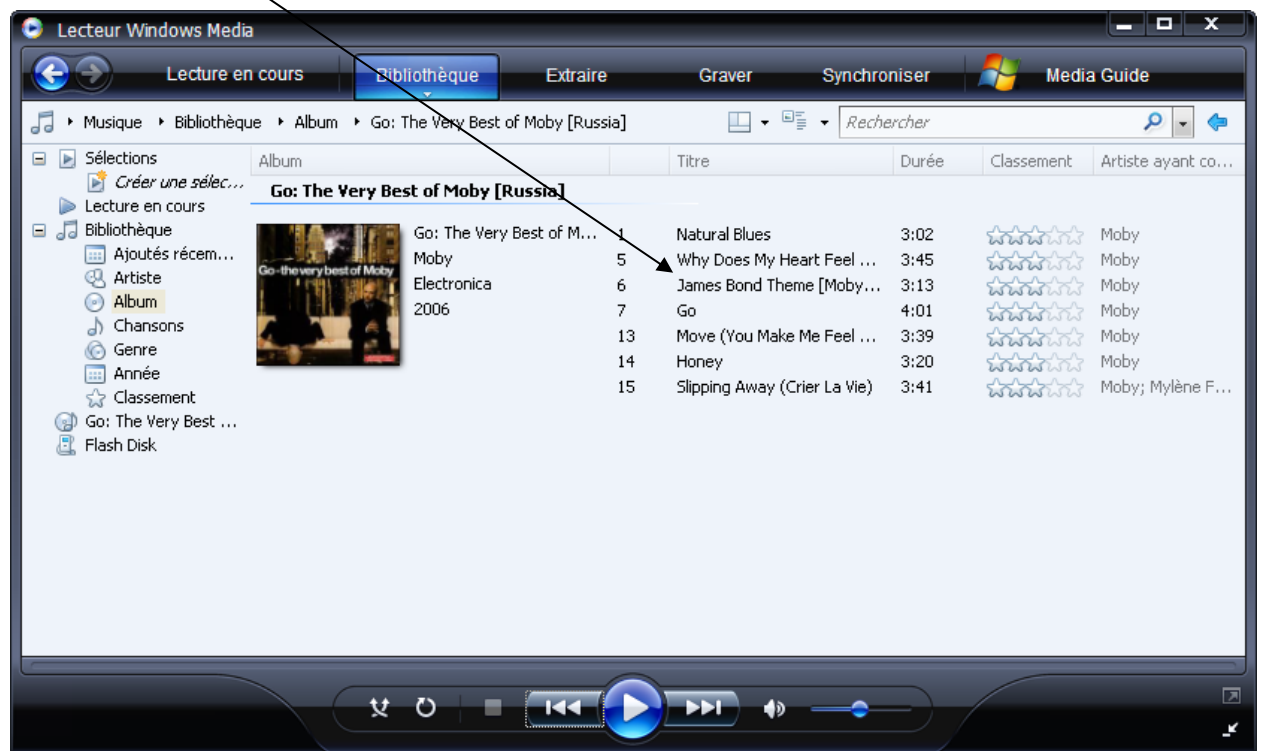 Lecteur Windows Media
Lecture en cours Bibliothèque Extraire Graver Synchroniser Media Guide
Musique Bibliothèque Album Go: The Very Best of Moby [Russia] Rechercher
Sélections
Créer une sélec...
Lecture en cours
Bibliothèque
Ajoutés récem...
Artiste
Album
Chansons
Genre
Année
Classement
Go: The Very Best ...
Flash Disk
Album Titre Durée Classement Artiste ayant co...
Go: The Very Best of Moby [Russia]
Go-the very best of Moby
Go: The Very Best of M...
Moby
Electronica
2006
1 Natural Blues 3:02 Moby
5 Why Does My Heart Feel ... 3:45 Moby
6 James Bond Theme [Moby... 3:13 Moby
7 Go 4:01 Moby
13 Move (You Make Me Feel ... 3:39 Moby
14 Honey 3:20 Moby
15 Slipping Away (Crier La Vie) 3:41 Moby; Mylène F...